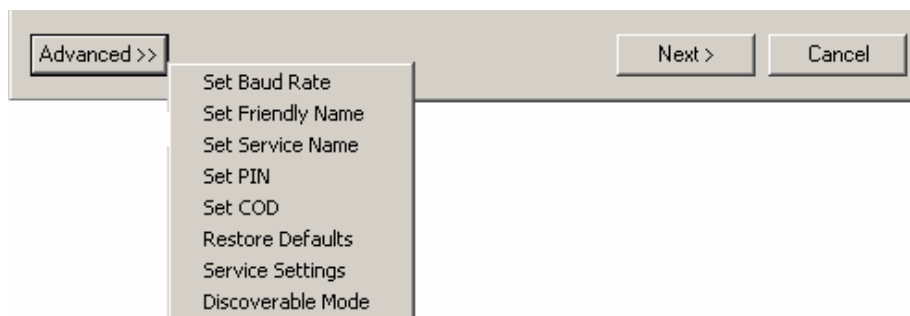 Advanced >>
Next >
Cancel
Set Baud Rate
Set Friendly Name
Set Service Name
Set PIN
Set COD
Restore Defaults
Service Settings
Discoverable Mode